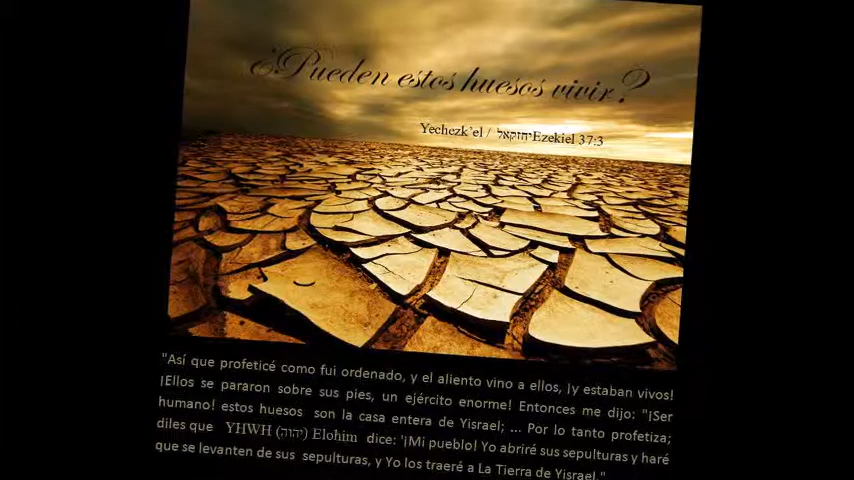 ¿Pueden estos huesos vivir?
Yechezk'el / יחזקאל Ezekiel 37:3
"Así que profeticé como fui ordenado, y el aliento vino a ellos, ¡y estaban vivos!
¡Ellos se pararon sobre sus pies, un ejército enorme! Entonces me dijo: "¡Ser
humano! estos huesos son la casa entera de Yisrael; ... Por lo tanto profetiza;
diles que YHWH (יהוה) Elohim dice: '¡Mi pueblo! Yo abriré sus sepulturas y haré
que se levanten de sus sepulturas, y Yo los traeré a La Tierra de Yisrael."